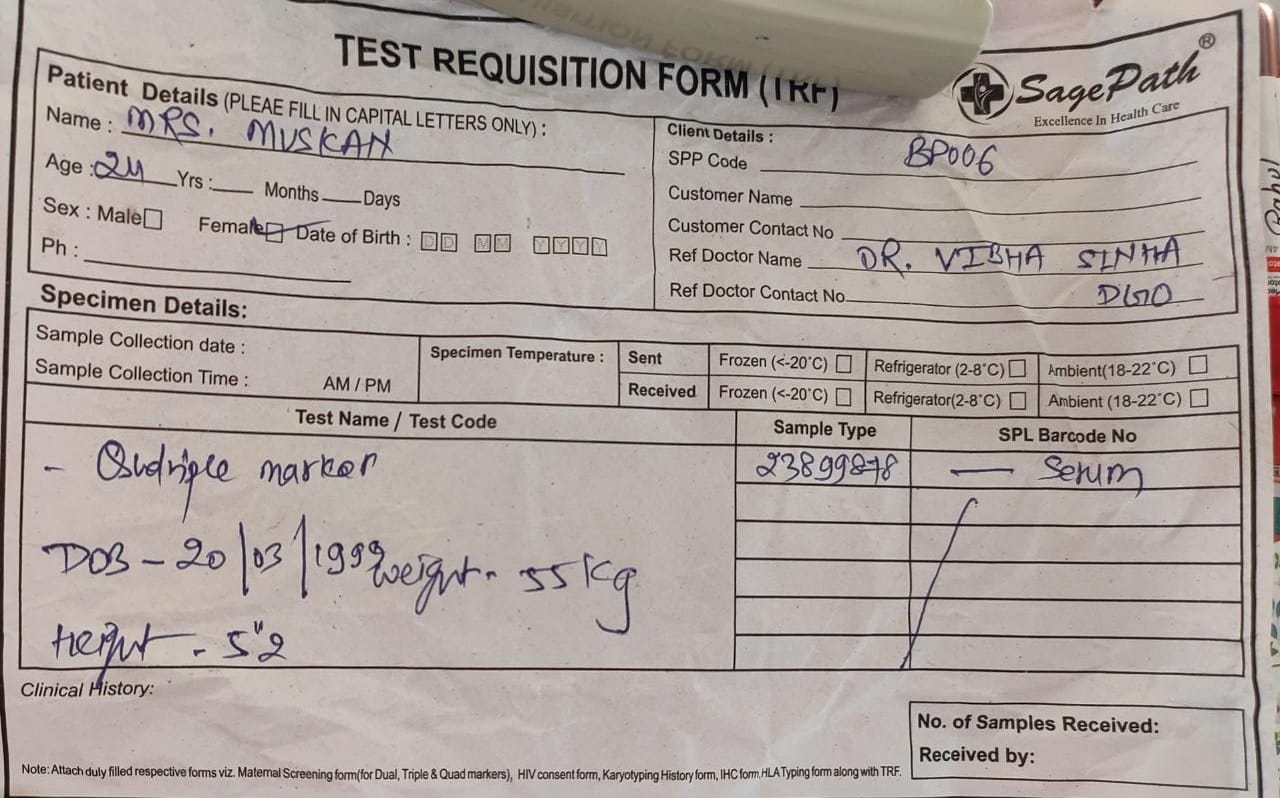 TEST REQUISITION FORM (TRF)
SagePath®
Excellence In Health Care
Patient Details (PLEAE FILL IN CAPITAL LETTERS ONLY) :
Name : MRS. MUSKAN
Age : 24 Yrs : Months Days
Sex : Male Female Date of Birth : DD MM YYYY
Ph :
Client Details :
SPP Code BP006
Customer Name
Customer Contact No
Ref Doctor Name DR. VIBHA SINHA
Ref Doctor Contact No. DGO
Specimen Details:
Sample Collection date :
Sample Collection Time : AM / PM
Specimen Temperature :
Sent Frozen (<-20°C) Refrigerator (2-8°C) Ambient(18-22°C)
Received Frozen (<-20°C) Refrigerator(2-8°C) Ambient (18-22°C)
Test Name / Test Code Sample Type SPL Barcode No
- Qudriple marker 23899878 — Serum
DOB - 20/03/1999 weight - 55 Kg
Height - 5"2
Clinical History:
No. of Samples Received:
Received by:
Note: Attach duly filled respective forms viz. Maternal Screening form(for Dual, Triple & Quad markers), HIV consent form, Karyotyping History form, IHC form,HLA Typing form along with TRF.